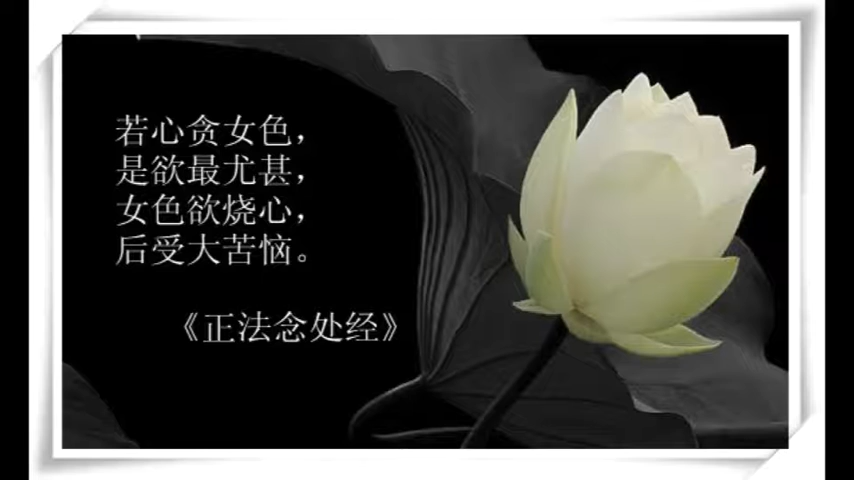 若心贪女色，
是欲最尤甚，
女色欲烧心，
后受大苦恼。
《正法念处经》